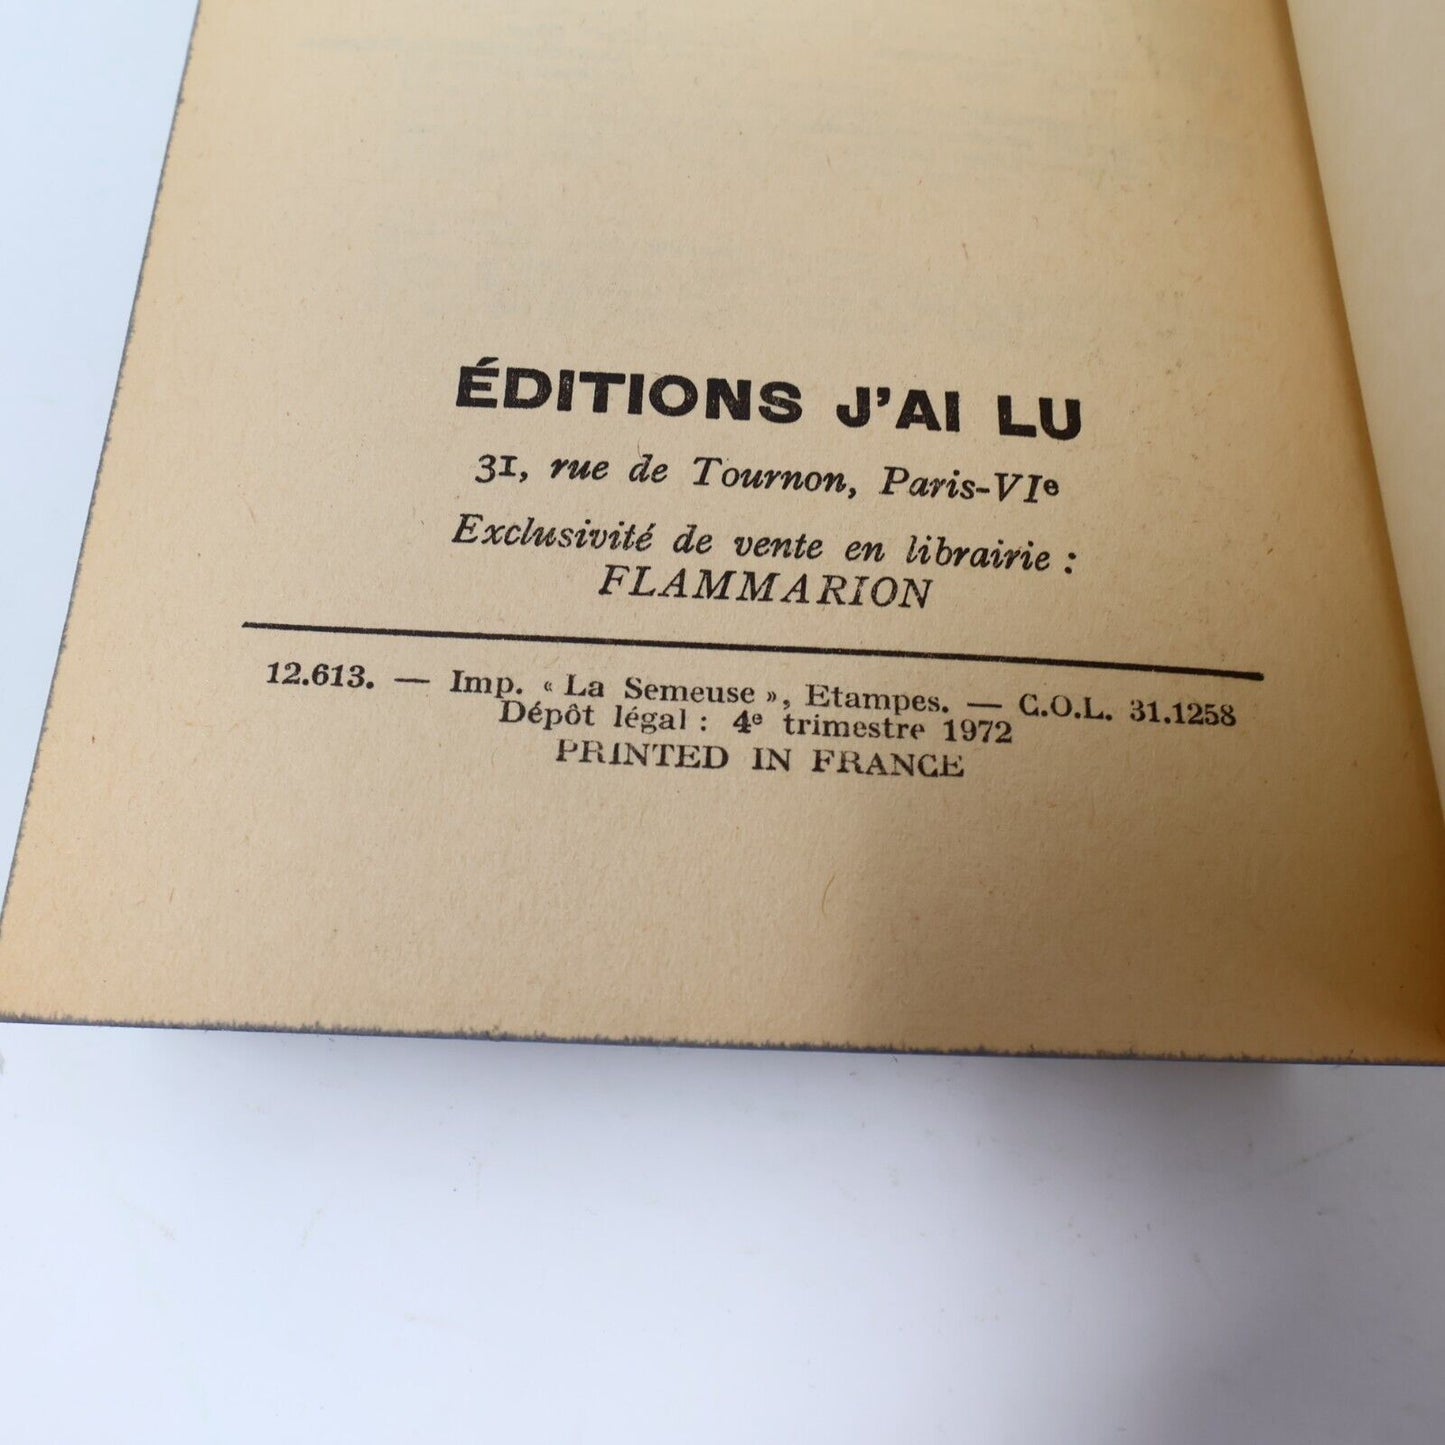 ÉDITIONS J'AI LU
31, rue de Tournon, Paris-VIe
Exclusivité de vente en librairie :
FLAMMARION
12.613. — Imp. « La Semeuse », Etampes. — C.O.L. 31.1258
Dépôt légal : 4e trimestre 1972
PRINTED IN FRANCE